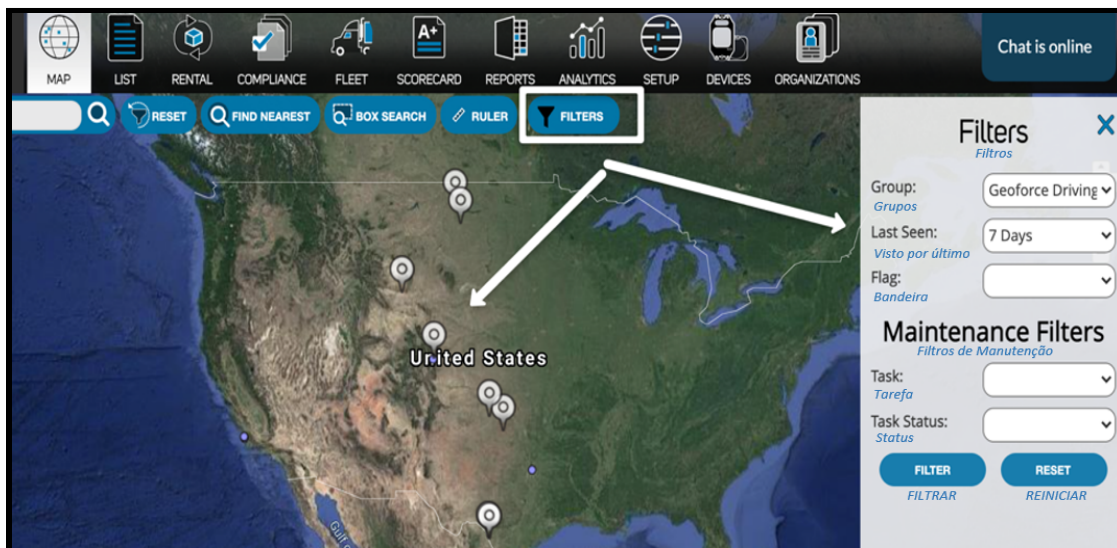 MAP LIST RENTAL COMPLIANCE FLEET SCORECARD REPORTS ANALYTICS SETUP DEVICES ORGANIZATIONS
A+
Chat is online
RESET FIND NEAREST BOX SEARCH RULER FILTERS
Filters
Filtros
Group: Geoforce Driving
Grupos
Last Seen: 7 Days
Visto por último
Flag:
Bandeira
Maintenance Filters
Filtros de Manutenção
Task:
Tarefa
Task Status:
Status
FILTER RESET
FILTRAR REINICIAR
United States
Gulf